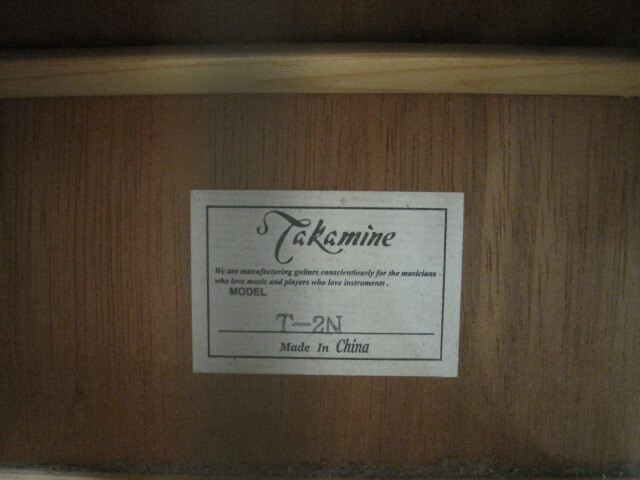 Takamine
We are manufactoring guitars conscientiously for the musicians
who love music and players who love instruments .
MODEL
T-2N
Made In China